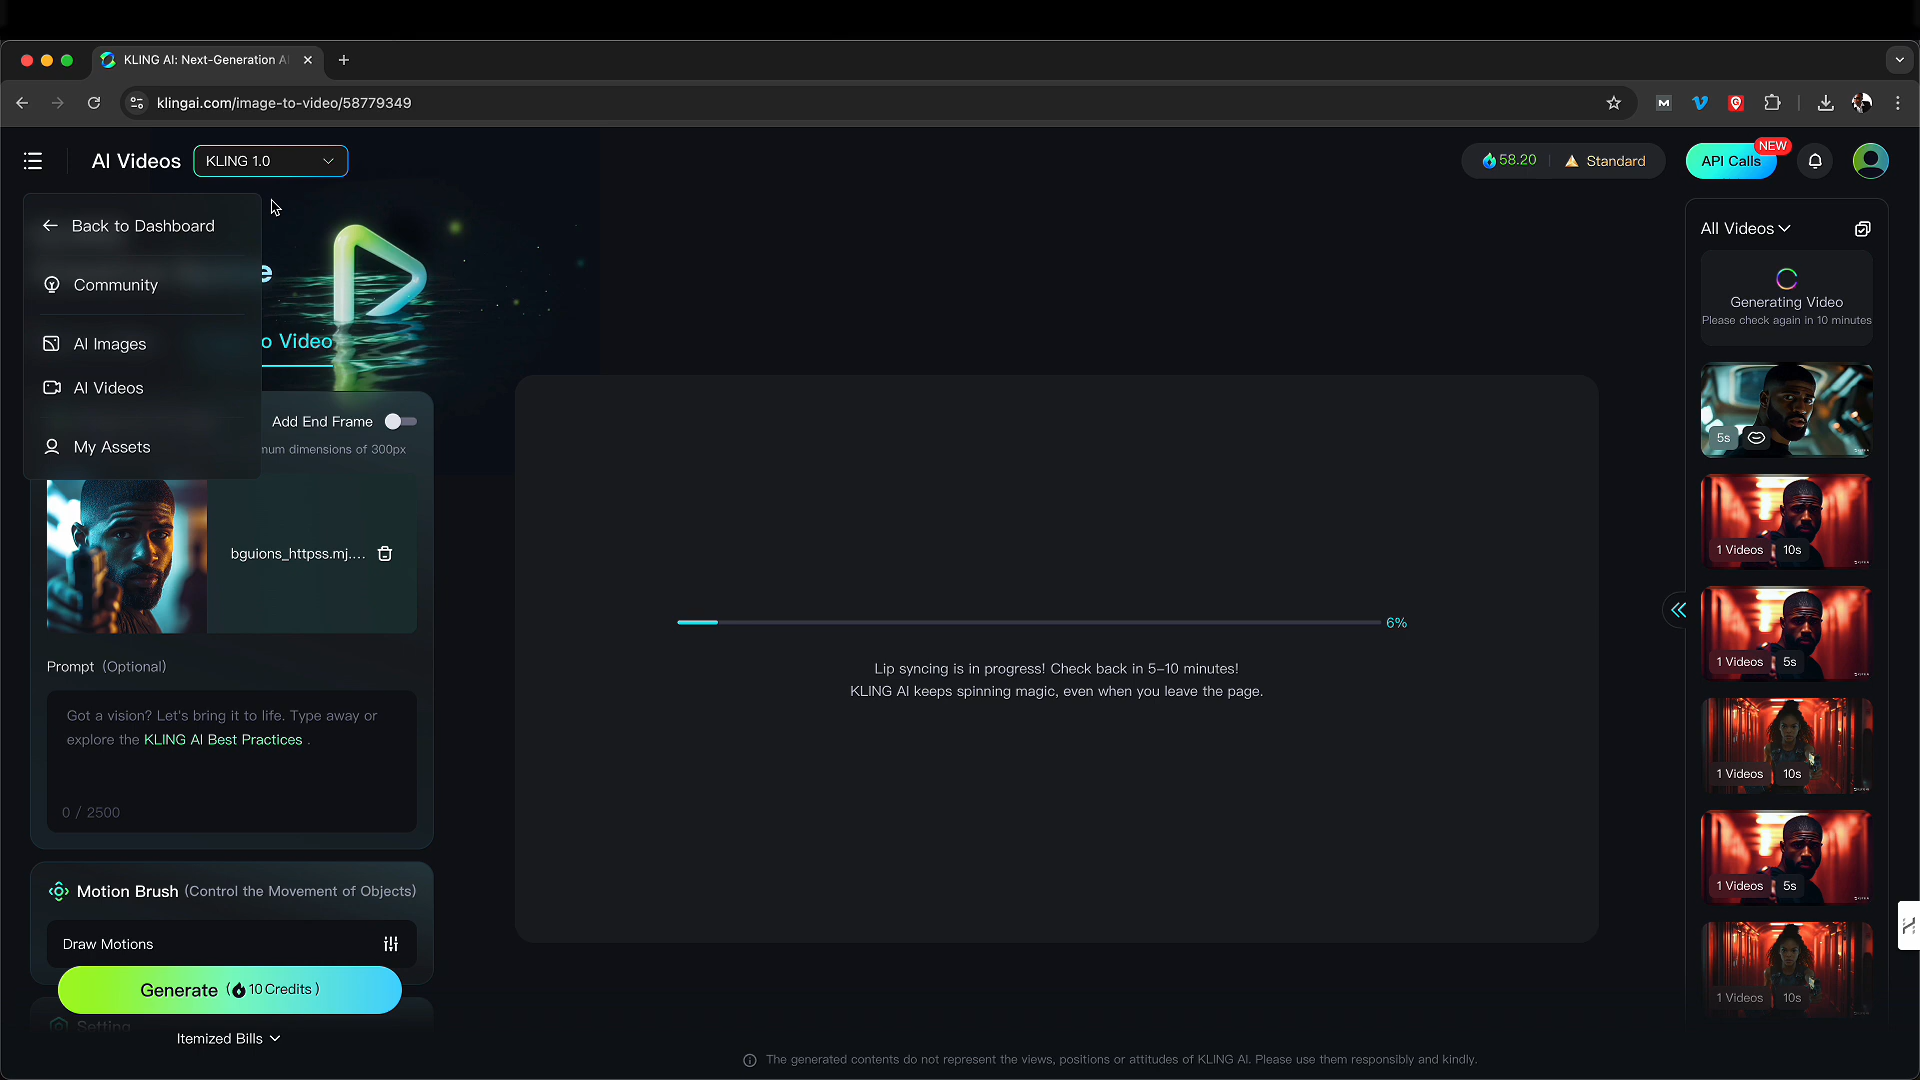 KLING AI: Next-Generation AI
klingai.com/image-to-video/58779349
AI Videos
KLING 1.0
58.20
Standard
API Calls
NEW
Back to Dashboard
Community
AI Images
AI Videos
My Assets
e
o Video
Add End Frame
mum dimensions of 300px
bguions_httpss.mj....
Prompt (Optional)
Got a vision? Let's bring it to life. Type away or
explore the KLING AI Best Practices .
0 / 2500
Motion Brush (Control the Movement of Objects)
Draw Motions
Generate ( 10 Credits )
Setting
Itemized Bills
6%
Lip syncing is in progress! Check back in 5–10 minutes!
KLING AI keeps spinning magic, even when you leave the page.
The generated contents do not represent the views, positions or attitudes of KLING AI. Please use them responsibly and kindly.
All Videos
Generating Video
Please check again in 10 minutes
5s
1 Videos 10s
1 Videos 5s
1 Videos 10s
1 Videos 5s
1 Videos 10s